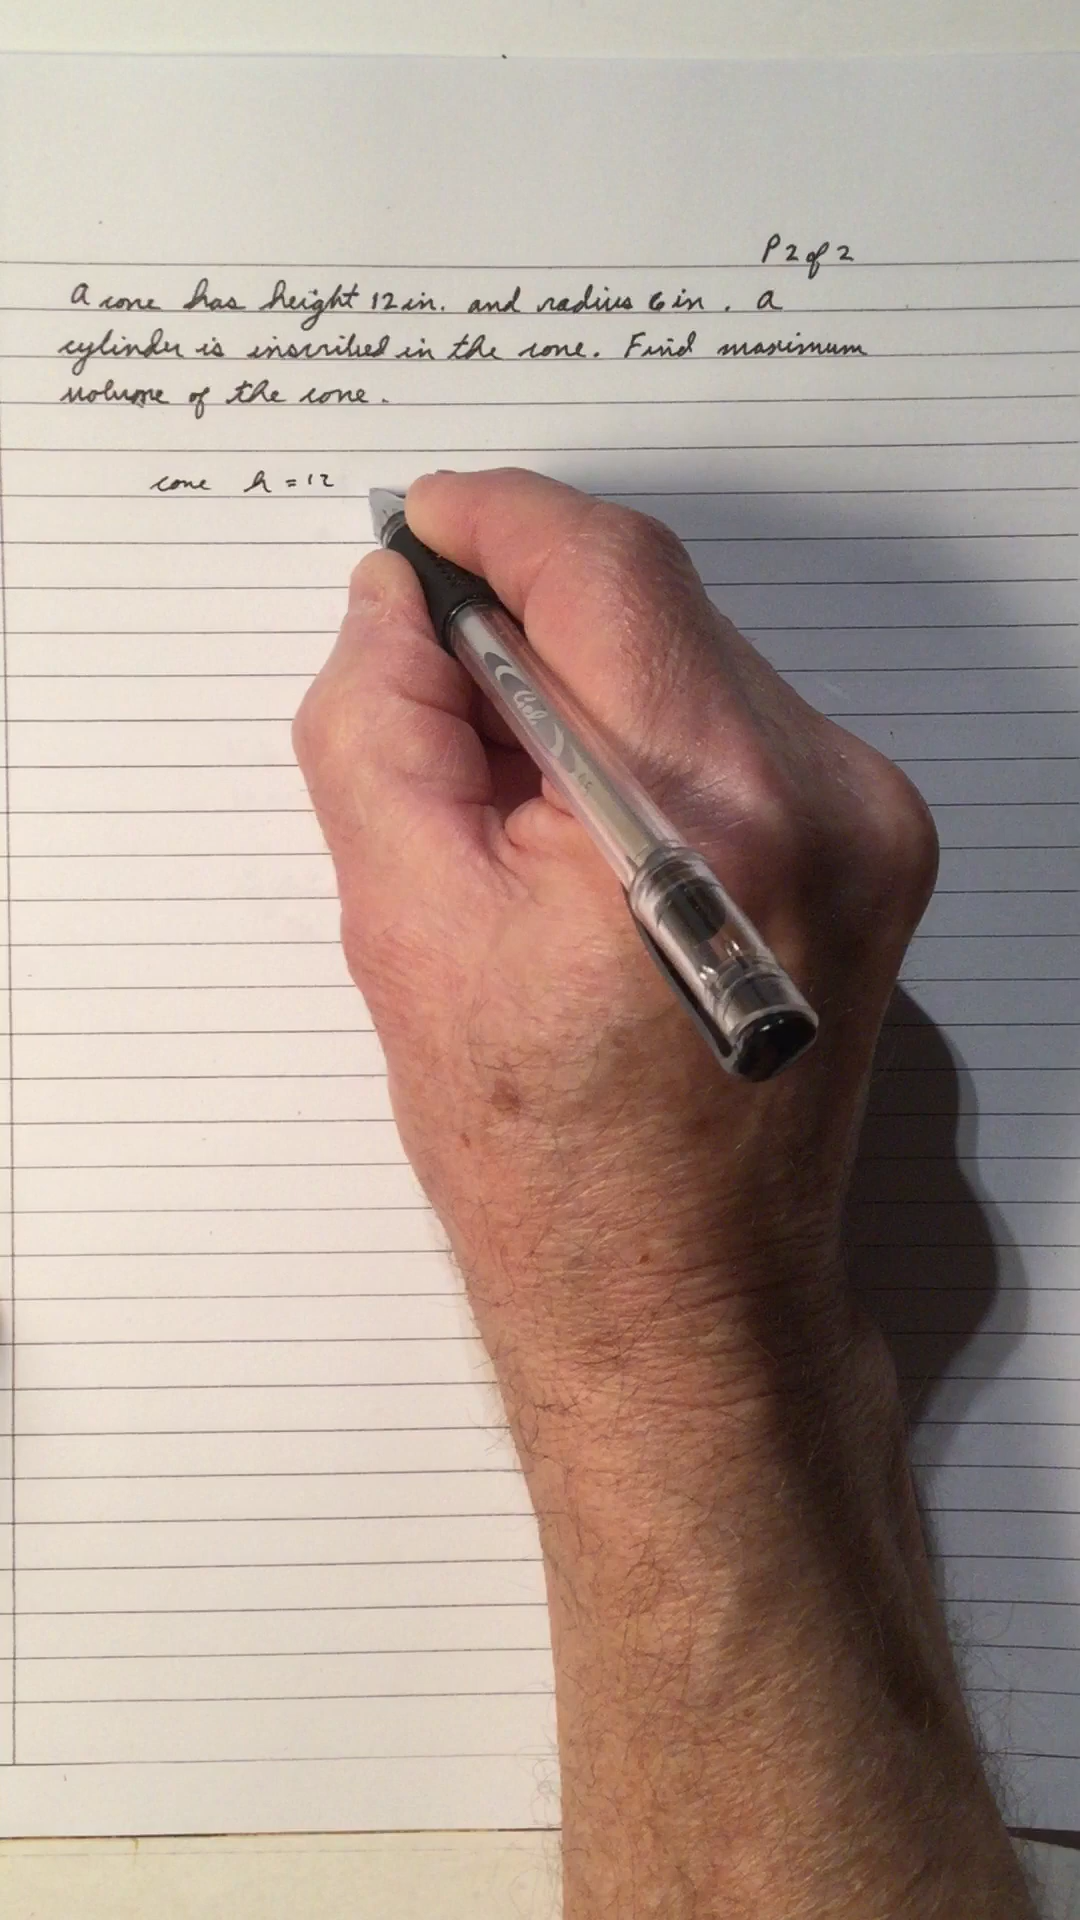 P 2 of 2
A cone has height 12 in. and radius 6 in. A
cylinder is inscribed in the cone. Find maximum
volume of the cone.
cone h = 12
Gel